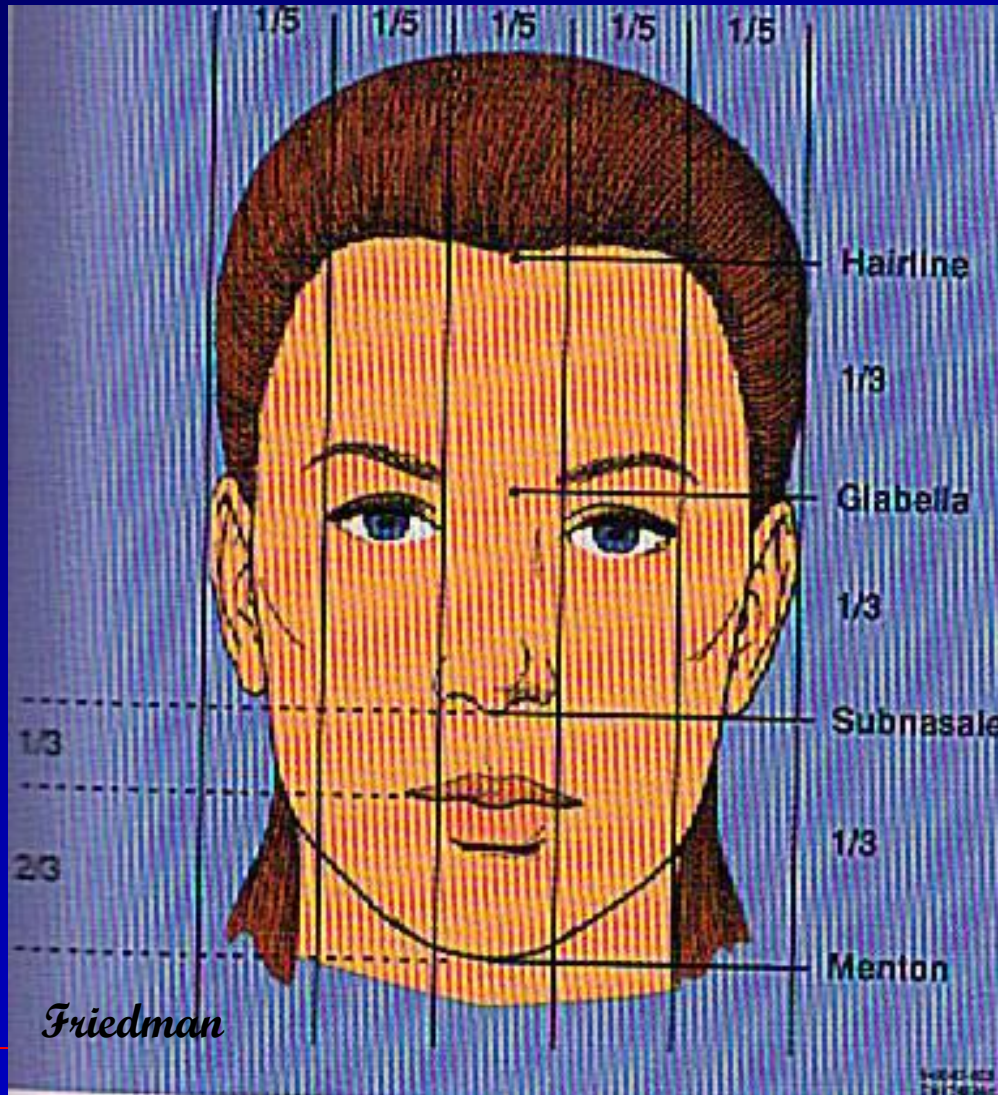 1/5 1/5 1/5 1/5 1/5
Hairline
1/3
Glabella
1/3
Subnasale
1/3
1/3
2/3
Menton
Friedman